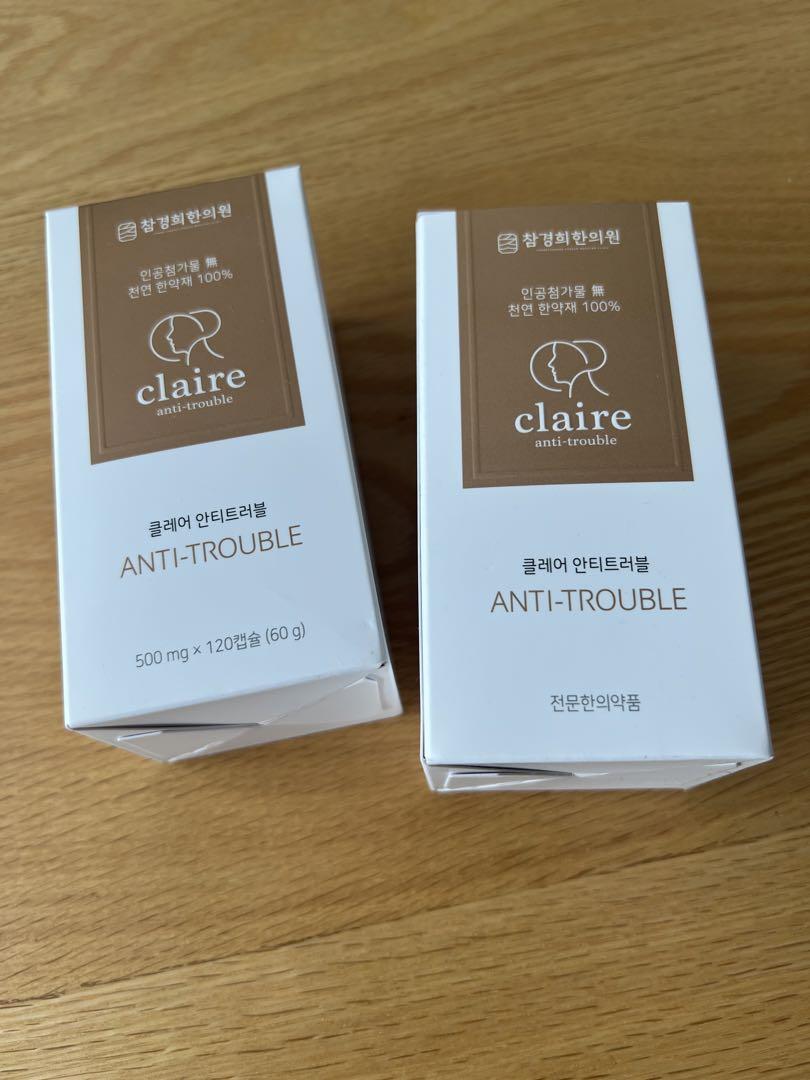 참경희한의원
인공첨가물 無
천연 한약재 100%
claire
anti-trouble
클레어 안티트러블
ANTI-TROUBLE
500 mg × 120캡슐 (60 g)
참경희한의원
인공첨가물 無
천연 한약재 100%
claire
anti-trouble
클레어 안티트러블
ANTI-TROUBLE
전문한의약품